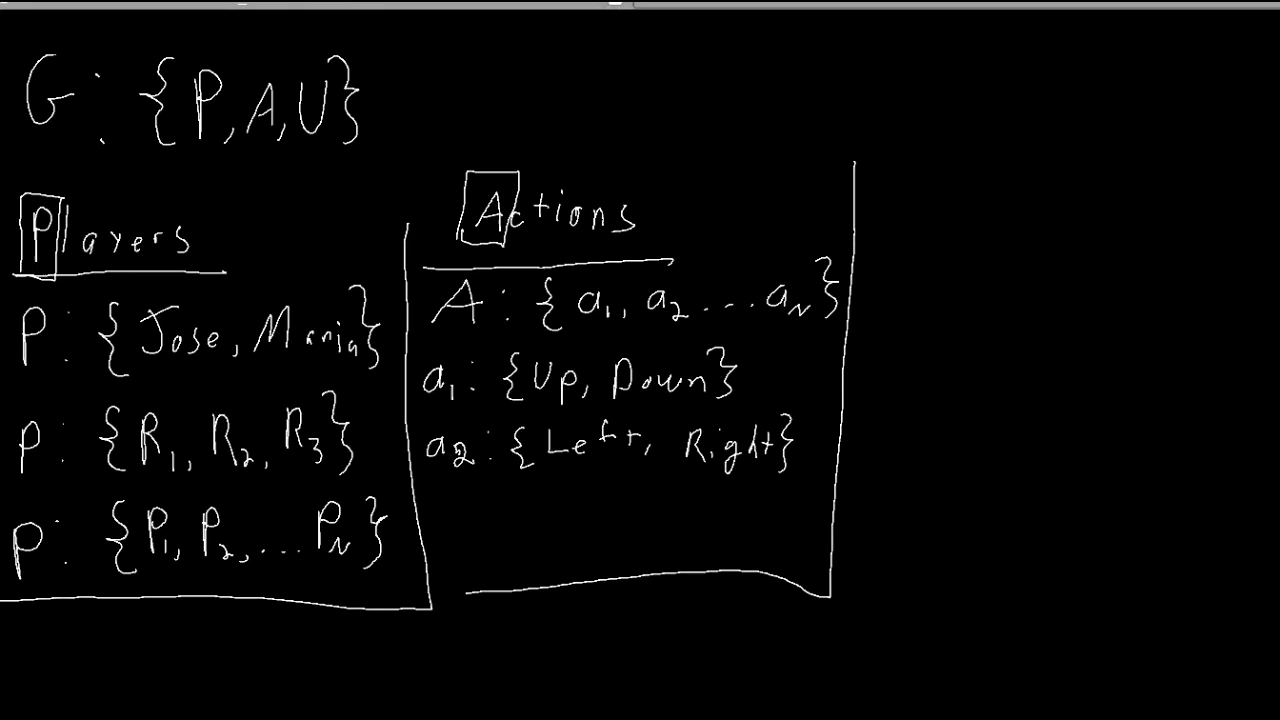 G: {P, A, U}
Players
P: {Jose, Maria}
P: {R1, R2, R3}
P: {P1, P2, ... PN}
Actions
A: {a1, a2 ... aN}
a1: {Up, Down}
a2: {Left, Right}